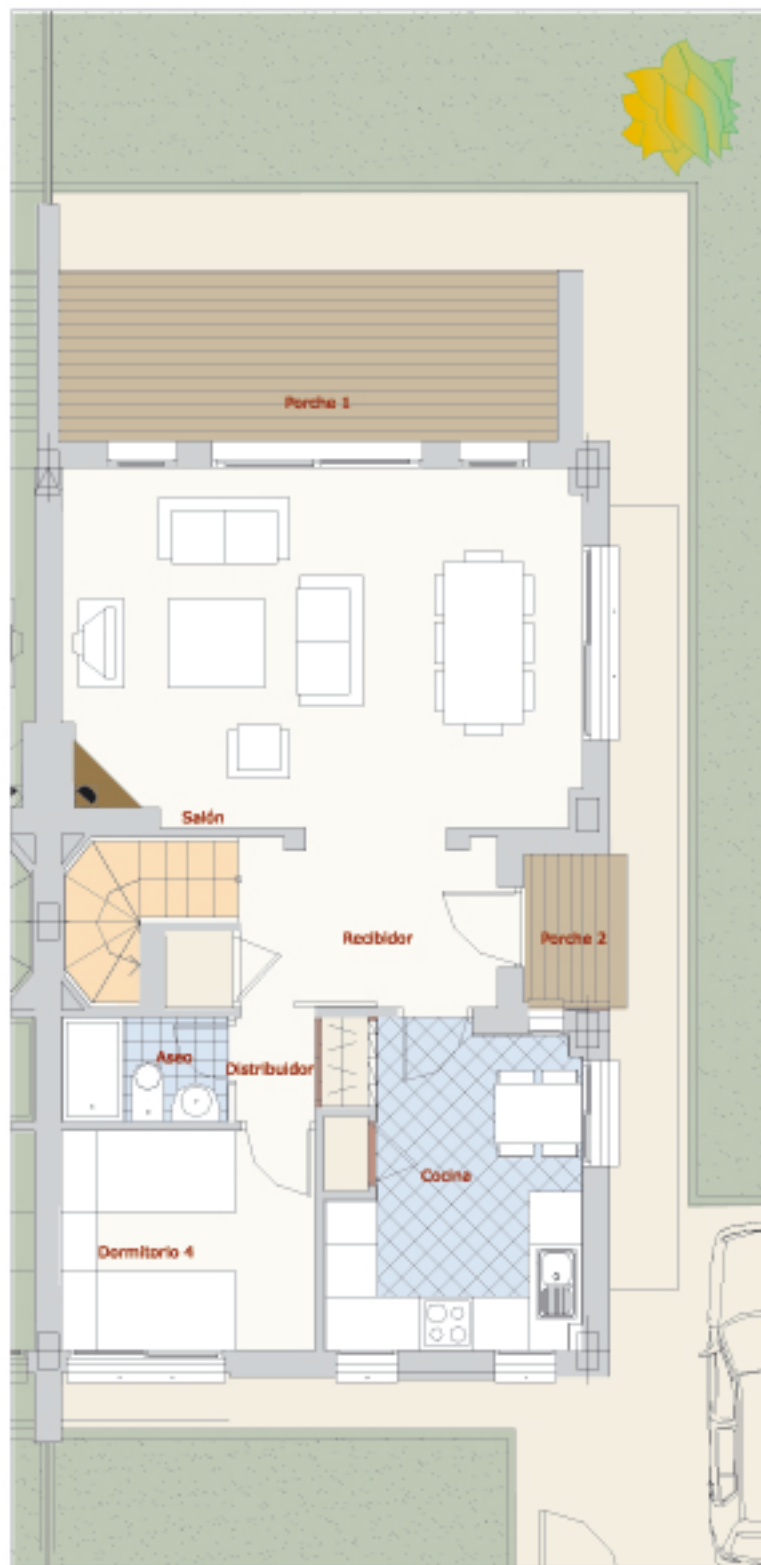 Porche 1
Salón
Recibidor
Porche 2
Aseo
Distribuidor
Cocina
Dormitorio 4